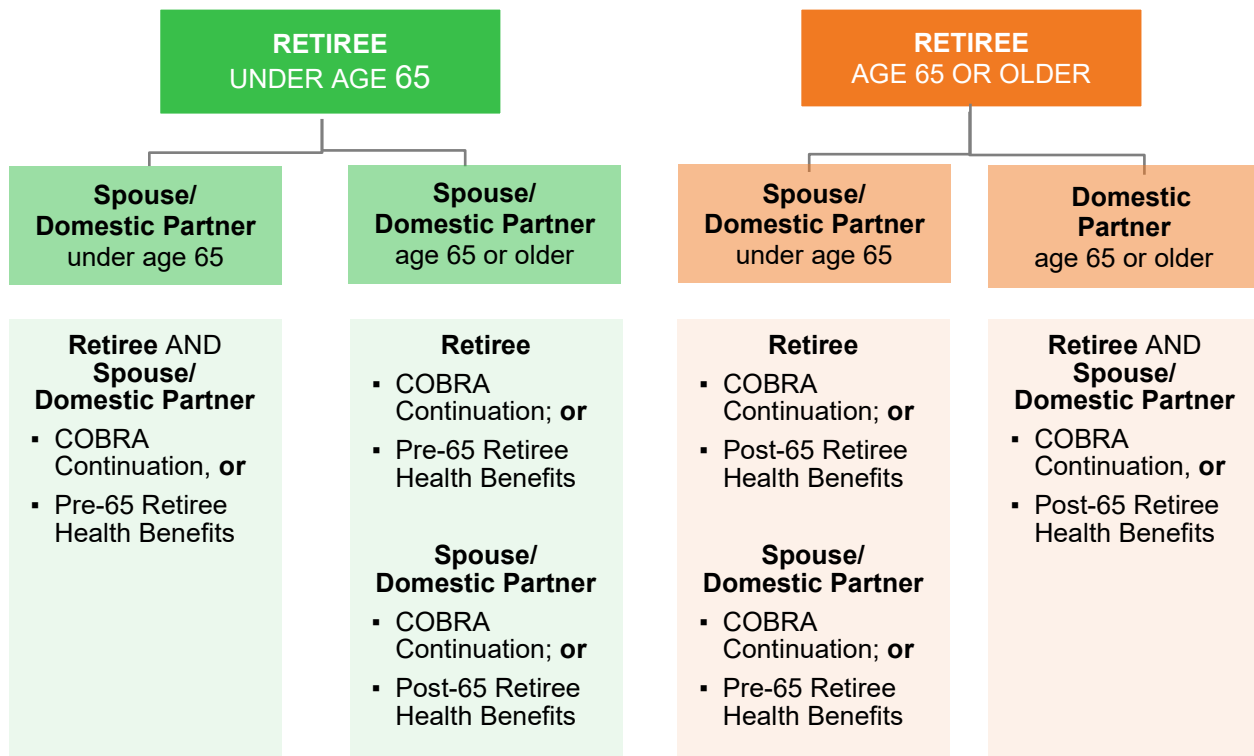 RETIREE
UNDER AGE 65
RETIREE
AGE 65 OR OLDER
Spouse/
Domestic Partner
under age 65
Spouse/
Domestic Partner
age 65 or older
Spouse/
Domestic Partner
under age 65
Domestic
Partner
age 65 or older
Retiree AND
Spouse/
Domestic Partner
▪ COBRA
Continuation, or
▪ Pre-65 Retiree
Health Benefits
Retiree
▪ COBRA
Continuation; or
▪ Pre-65 Retiree
Health Benefits
Spouse/
Domestic Partner
▪ COBRA
Continuation; or
▪ Post-65 Retiree
Health Benefits
Retiree
▪ COBRA
Continuation; or
▪ Post-65 Retiree
Health Benefits
Spouse/
Domestic Partner
▪ COBRA
Continuation; or
▪ Pre-65 Retiree
Health Benefits
Retiree AND
Spouse/
Domestic Partner
▪ COBRA
Continuation, or
▪ Post-65 Retiree
Health Benefits